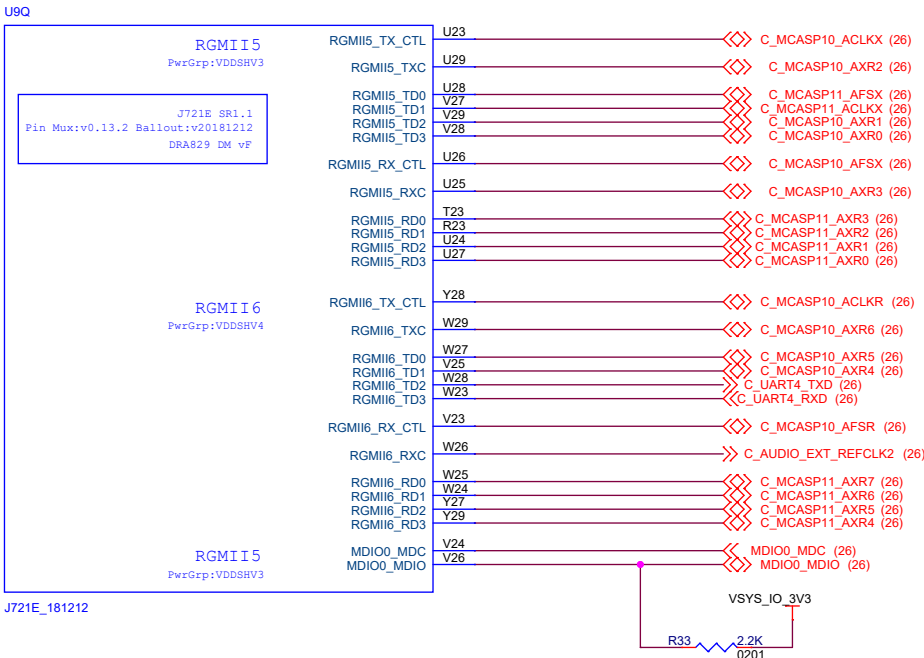 U9Q
RGMII5
PwrGrp:VDDSHV3
J721E SR1.1
Pin Mux:v0.13.2 Ballout:v20181212
DRA829 DM vF
RGMII5_TX_CTL U23 C_MCASP10_ACLKX (26)
RGMII5_TXC U29 C_MCASP10_AXR2 (26)
RGMII5_TD0 U28 C_MCASP11_AFSX (26)
RGMII5_TD1 V27 C_MCASP11_ACLKX (26)
RGMII5_TD2 V29 C_MCASP10_AXR1 (26)
RGMII5_TD3 V28 C_MCASP10_AXR0 (26)
RGMII5_RX_CTL U26 C_MCASP10_AFSX (26)
RGMII5_RXC U25 C_MCASP10_AXR3 (26)
RGMII5_RD0 T23 C_MCASP11_AXR3 (26)
RGMII5_RD1 R23 C_MCASP11_AXR2 (26)
RGMII5_RD2 U24 C_MCASP11_AXR1 (26)
RGMII5_RD3 U27 C_MCASP11_AXR0 (26)
RGMII6
PwrGrp:VDDSHV4
RGMII6_TX_CTL Y28 C_MCASP10_ACLKR (26)
RGMII6_TXC W29 C_MCASP10_AXR6 (26)
RGMII6_TD0 W27 C_MCASP10_AXR5 (26)
RGMII6_TD1 V25 C_MCASP10_AXR4 (26)
RGMII6_TD2 W28 C_UART4_TXD (26)
RGMII6_TD3 W23 C_UART4_RXD (26)
RGMII6_RX_CTL V23 C_MCASP10_AFSR (26)
RGMII6_RXC W26 C_AUDIO_EXT_REFCLK2 (26)
RGMII6_RD0 W25 C_MCASP11_AXR7 (26)
RGMII6_RD1 W24 C_MCASP11_AXR6 (26)
RGMII6_RD2 Y27 C_MCASP11_AXR5 (26)
RGMII6_RD3 Y29 C_MCASP11_AXR4 (26)
RGMII5
PwrGrp:VDDSHV3
MDIO0_MDC V24 MDIO0_MDC (26)
MDIO0_MDIO V26 MDIO0_MDIO (26)
J721E_181212
VSYS_IO_3V3
R33 2.2K
0201